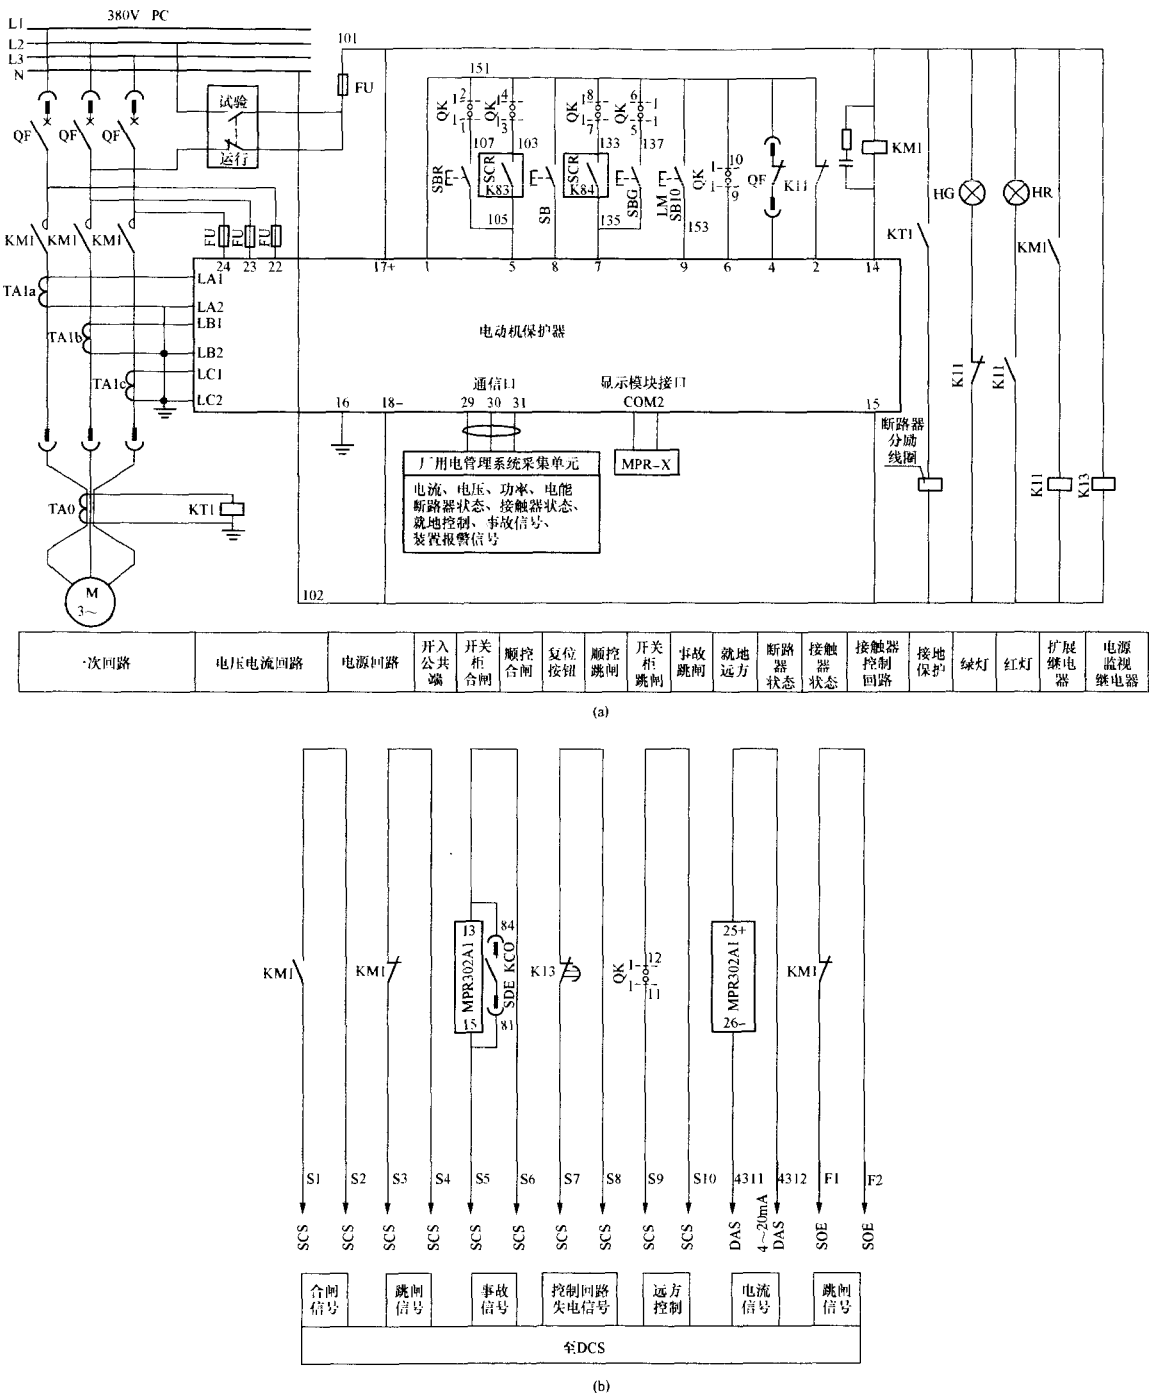 380V PC
L1
L2
L3
N
101
FU
试验
运行
QF
QF
QF
151
QK
2
1
QK
4
3
QK
8
7
QK
6
5
107
103
133
137
SBR
SCR
K83
105
SB
SCR
K84
135
SBG
LM
SB10
153
QK
10
9
QF
K11
KM1
HG
HR
KM1
KM1
KM1
FU
FU
FU
KT1
KM1
24
23
22
17+
1
5
8
7
9
6
4
2
14
TA1a
LA1
LA2
TA1b
LB1
LB2
TA1c
LC1
LC2
电动机保护器
通信口
显示模块接口
16
18-
29
30
31
COM2
15
K11
K11
断路器
分励
线圈
厂用电管理系统采集单元
MPR-X
电流、电压、功率、电能
断路器状态、接触器状态、
就地控制、事故信号、
装置报警信号
TA0
KT1
K11
K13
M
3~
102
一次回路
电压电流回路
电源回路
开入
公共
端
开关
柜
合闸
顺控
合闸
复位
按钮
顺控
跳闸
开关
柜
跳闸
事故
跳闸
就地
远方
断路
器
状态
接触
器
状态
接触器
控制
回路
接地
保护
绿灯
红灯
扩展
继电
器
电源
监视
继电器
(a)
KM1
KM1
13
MPR302A1
15
84
SDE KCO
81
K13
QK
12
11
25+
MPR302A1
26-
KM1
S1
S2
S3
S4
S5
S6
S7
S8
S9
S10
4311
4312
F1
F2
SCS
SCS
SCS
SCS
SCS
SCS
SCS
SCS
SCS
SCS
DAS
4～20mA
DAS
SOE
SOE
合闸
信号
跳闸
信号
事故
信号
控制回路
失电信号
远方
控制
电流
信号
跳闸
信号
至DCS
(b)